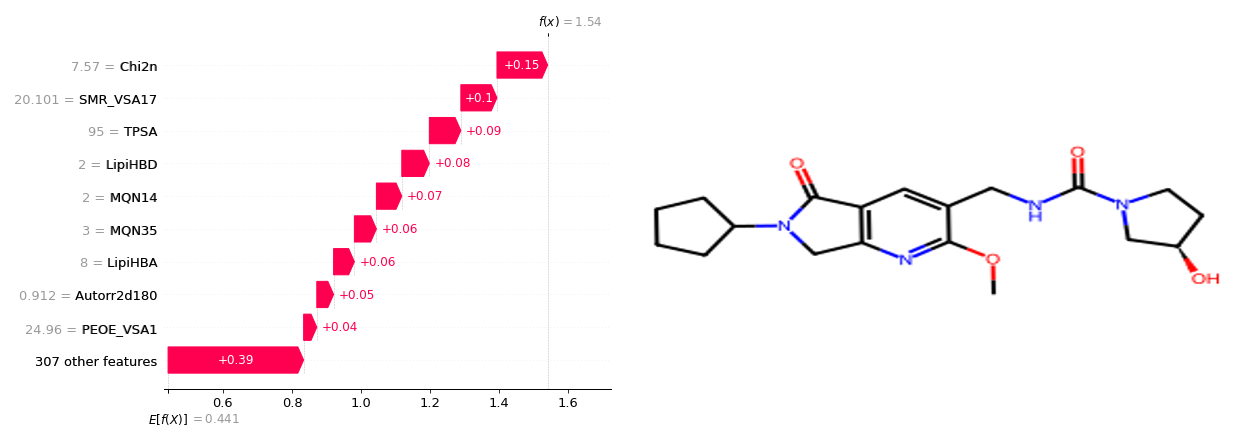 f(x) = 1.54
7.57 = Chi2n
+0.15
20.101 = SMR_VSA17
+0.1
95 = TPSA
+0.09
2 = LipiHBD
+0.08
2 = MQN14
+0.07
3 = MQN35
+0.06
8 = LipiHBA
+0.06
0.912 = Autorr2d180
+0.05
24.96 = PEOE_VSA1
+0.04
307 other features
+0.39
0.6 0.8 1.0 1.2 1.4 1.6
E[f(X)] = 0.441
O
O
N
N
H
N
N
O
OH